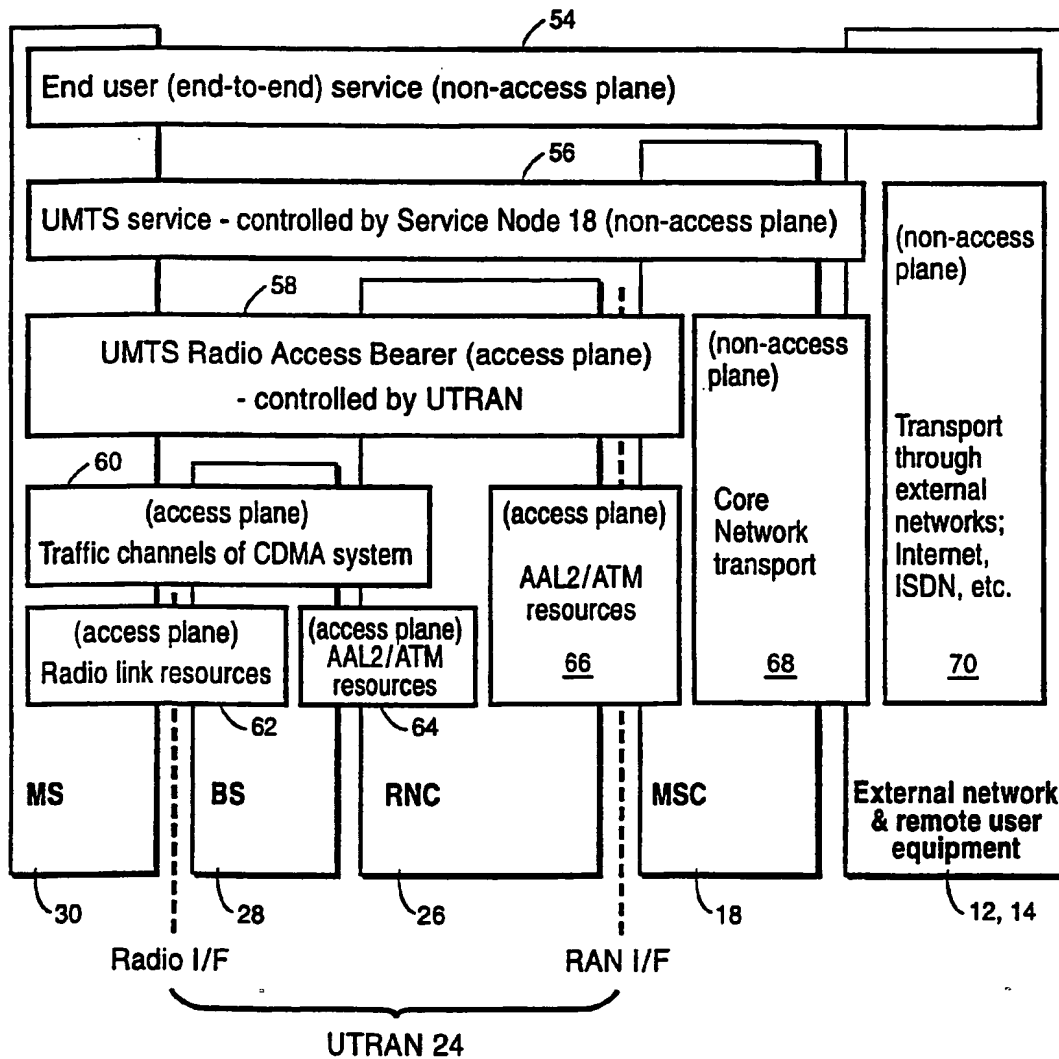 54
End user (end-to-end) service (non-access plane)
56
UMTS service - controlled by Service Node 18 (non-access plane)
(non-access
plane)
Transport
through
external
networks;
Internet,
ISDN, etc.
70
58
UMTS Radio Access Bearer (access plane)
- controlled by UTRAN
(non-access
plane)
Core
Network
transport
68
60
(access plane)
Traffic channels of CDMA system
(access plane)
AAL2/ATM
resources
66
(access plane)
Radio link resources
62
(access plane)
AAL2/ATM
resources
64
MS
BS
RNC
MSC
External network
& remote user
equipment
30
28
26
18
12, 14
Radio I/F
RAN I/F
UTRAN 24